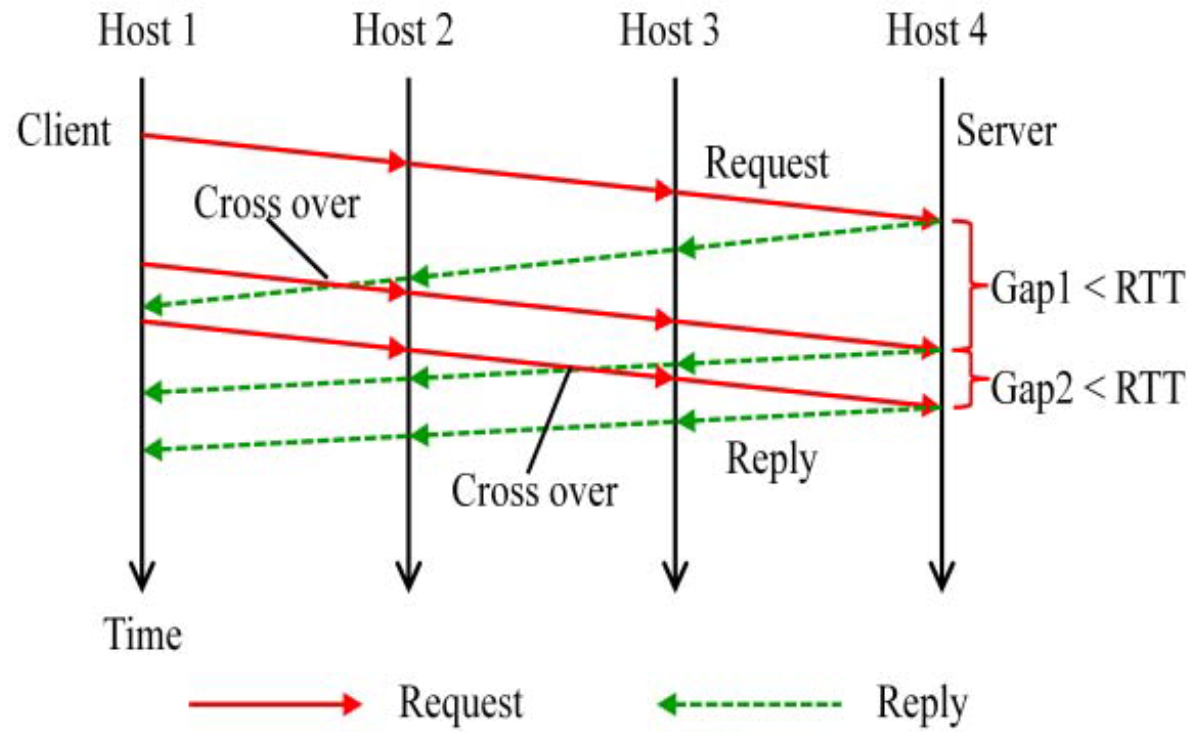 Host 1
Host 2
Host 3
Host 4
Client
Server
Request
Cross over
Gap1 < RTT
Gap2 < RTT
Reply
Cross over
Time
Request
Reply